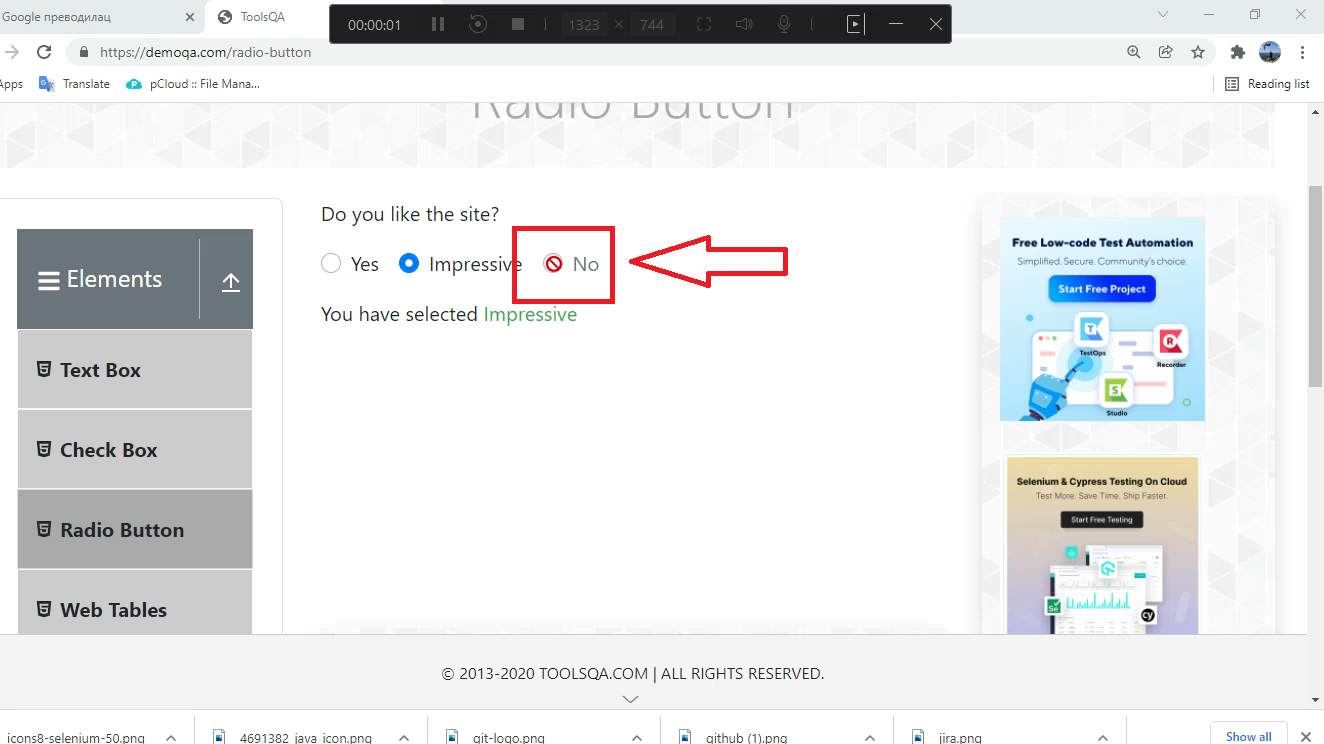 Google преводилац
ToolsQA
00:00:01
1323 × 744
https://demoqa.com/radio-button
Apps
Translate
pCloud :: File Mana...
Reading list
Radio Button
Do you like the site?
Yes
Impressive
No
You have selected Impressive
Elements
Text Box
Check Box
Radio Button
Web Tables
Free Low-code Test Automation
Simplified. Secure. Community's choice.
Start Free Project
TestOps
Recorder
Studio
Selenium & Cypress Testing On Cloud
Test More. Save Time. Ship Faster.
Start Free Testing
Se
cy
© 2013-2020 TOOLSQA.COM | ALL RIGHTS RESERVED.
icons8-selenium-50.png
4691382_java_icon.png
git-logo.png
github (1).png
jira.png
Show all